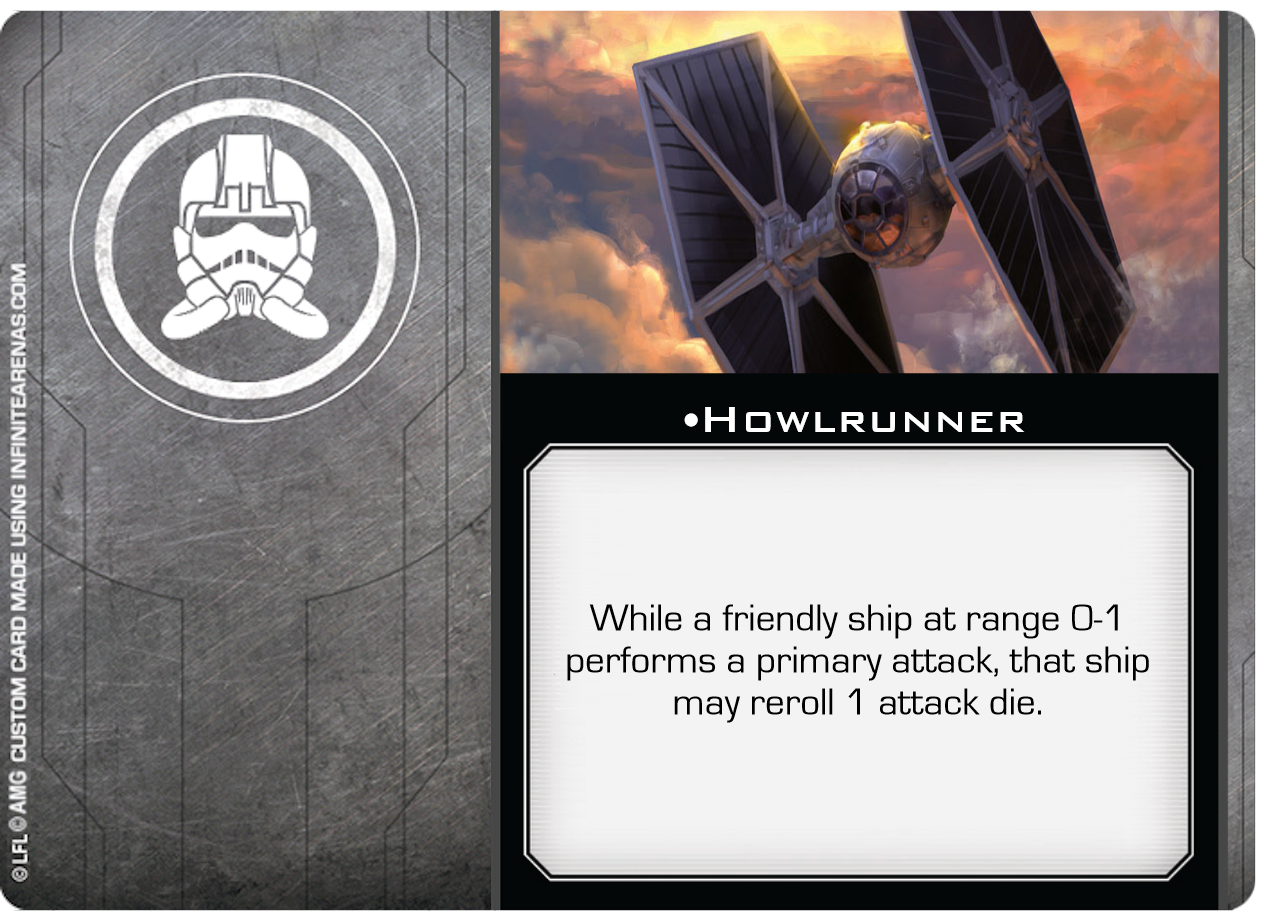 •Howlrunner
While a friendly ship at range 0-1
performs a primary attack, that ship
may reroll 1 attack die.
©LFL ©AMG CUSTOM CARD MADE USING INFINITEARENAS.COM